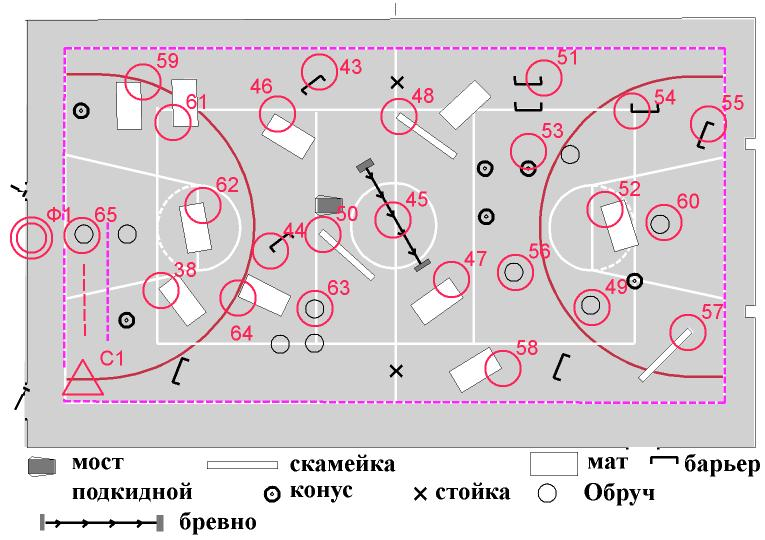 59
43
51
46
48
54
55
61
53
62
52
Ф1
65
44
50
45
60
38
47
56
49
64
63
57
С1
58
мост
скамейка
мат
барьер
подкидной
конус
стойка
Обруч
бревно